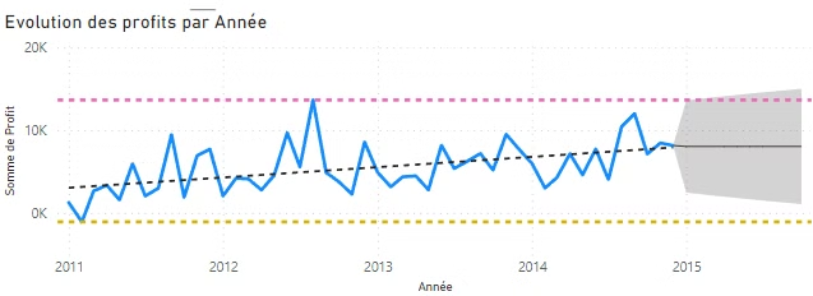 Evolution des profits par Année
20K
10K
0K
Somme de Profit
2011 2012 2013 2014 2015
Année